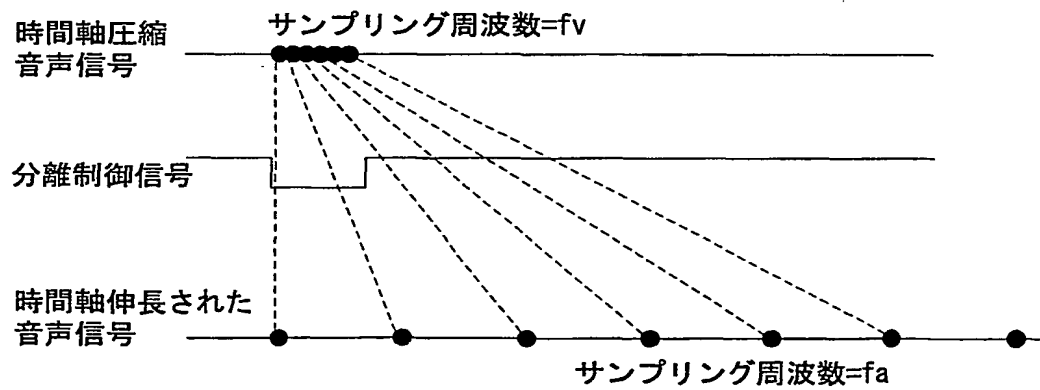 サンプリング周波数=fv
時間軸圧縮
音声信号
分離制御信号
時間軸伸長された
音声信号
サンプリング周波数=fa